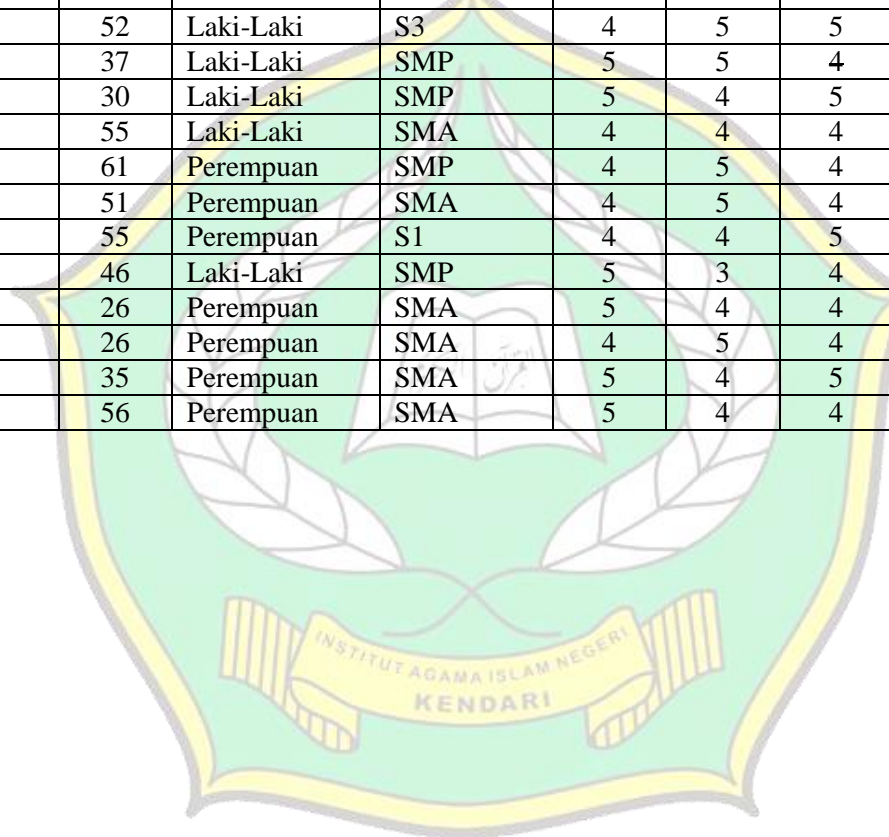 52 Laki-Laki S3 4 5 5
37 Laki-Laki SMP 5 5 4
30 Laki-Laki SMP 5 4 5
55 Laki-Laki SMA 4 4 4
61 Perempuan SMP 4 5 4
51 Perempuan SMA 4 5 4
55 Perempuan S1 4 4 5
46 Laki-Laki SMP 5 3 4
26 Perempuan SMA 5 4 4
26 Perempuan SMA 4 5 4
35 Perempuan SMA 5 4 5
56 Perempuan SMA 5 4 4
INSTITUT AGAMA ISLAM NEGERI
KENDARI